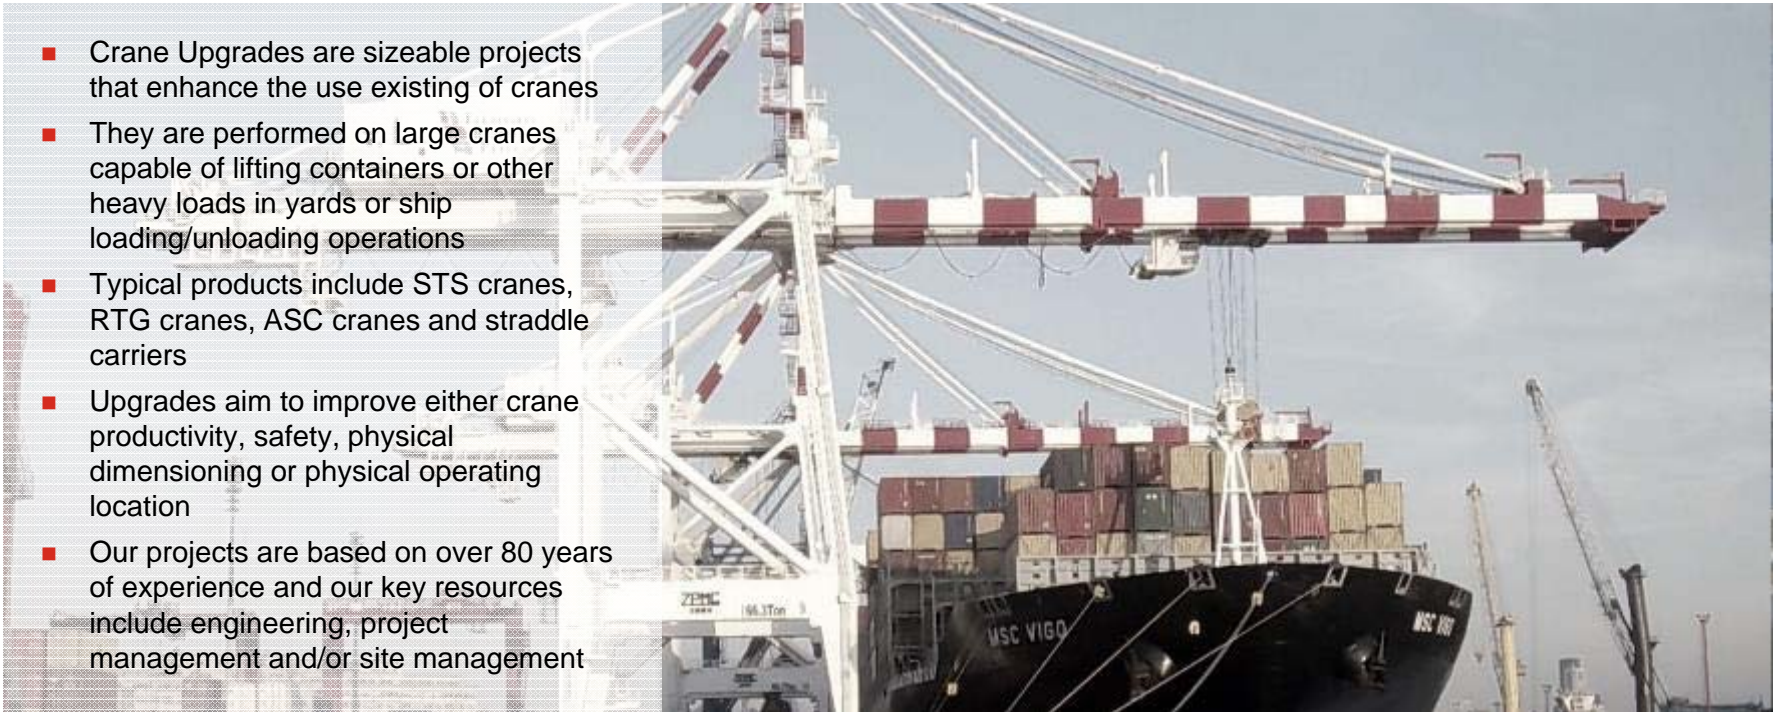 Crane Upgrades are sizeable projects
that enhance the use existing of cranes
They are performed on large cranes
capable of lifting containers or other
heavy loads in yards or ship
loading/unloading operations
Typical products include STS cranes,
RTG cranes, ASC cranes and straddle
carriers
Upgrades aim to improve either crane
productivity, safety, physical
dimensioning or physical operating
location
Our projects are based on over 80 years
of experience and our key resources
include engineering, project
management and/or site management
ZPMC
MSC VIGO
MSC